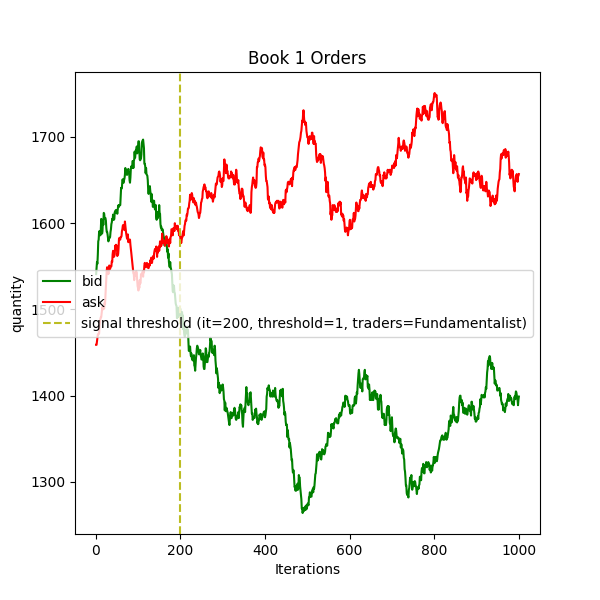 Book 1 Orders
quantity
1700
1600
1500
1400
1300
bid
ask
signal threshold (it=200, threshold=1, traders=Fundamentalist)
0 200 400 600 800 1000
Iterations